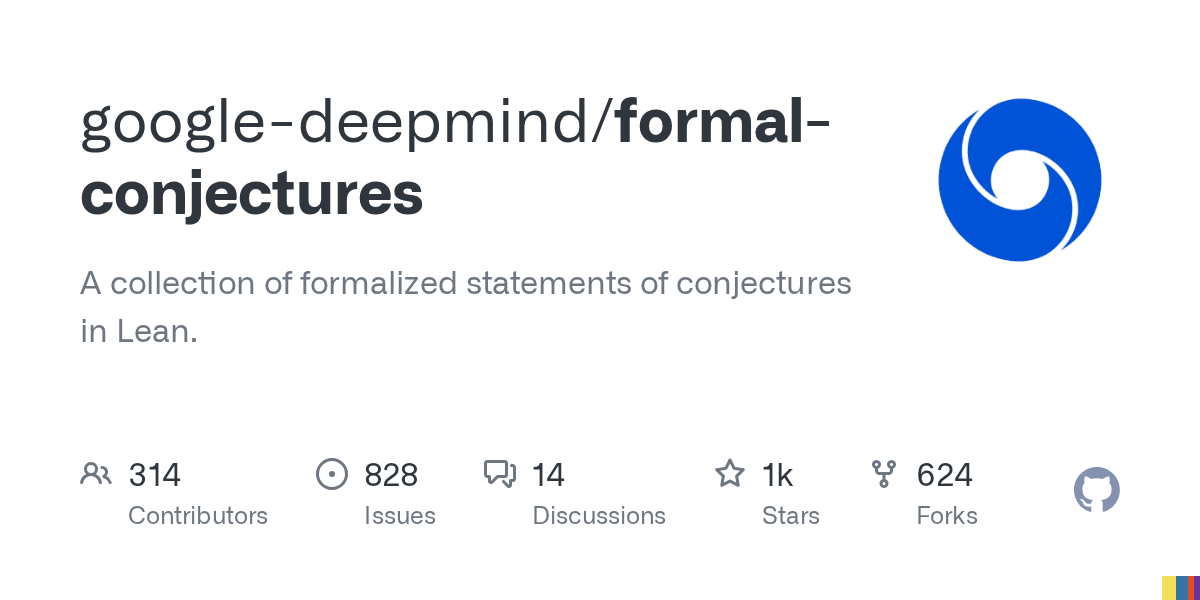 google-deepmind/formal-
conjectures
A collection of formalized statements of conjectures
in Lean.
314 828 14 1k 624
Contributors Issues Discussions Stars Forks